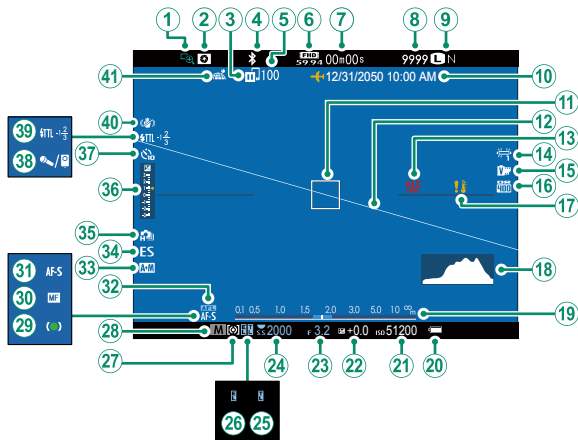 1 2 3 4 5 6 7 8 9
FHD
59.94 00m00s 9999 L N
41 100 12/31/2050 10:00 AM 10
11
12
40
39 TTL -1 2/3 TTL -1 2/3 13 14
38 37 15
36 16
17
35
31 AF-S 34 ES 18
30 MF 33 A+M
29 32 AFL
AF-S 0.1 0.5 1.0 1.5 2.0 3.0 5.0 10 ∞ m 19
28 M S.S 2000 F 3.2 +0.0 ISO 51200 20
27 24 23 22 21
26 25